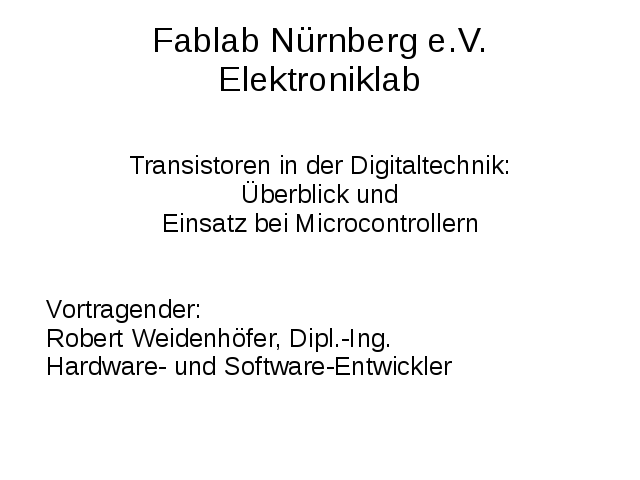 Fablab Nürnberg e.V.
Elektroniklab
Transistoren in der Digitaltechnik:
Überblick und
Einsatz bei Microcontrollern
Vortragender:
Robert Weidenhöfer, Dipl.-Ing.
Hardware- und Software-Entwickler